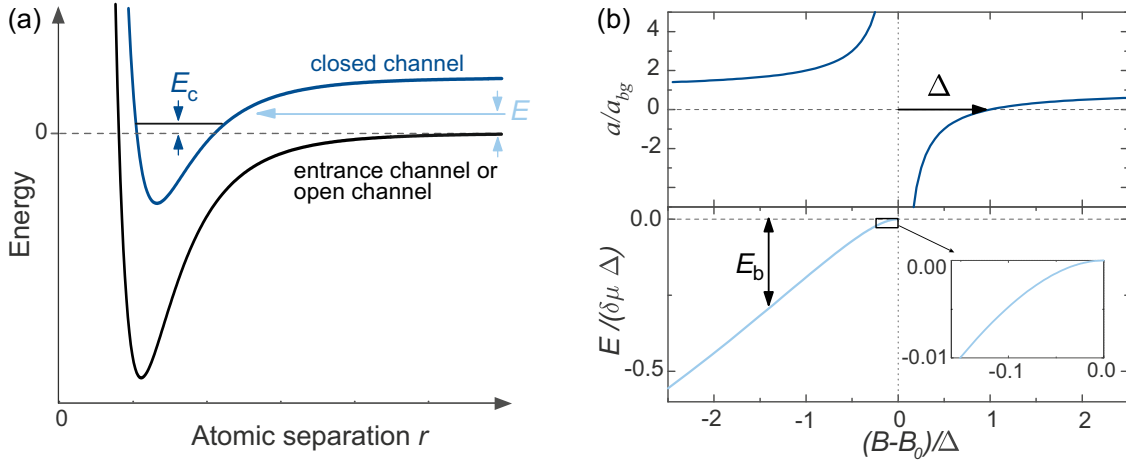 (a)
Energy
0
E_c
closed channel
E
entrance channel or
open channel
0
Atomic separation r
(b)
a/a_bg
4
2
0
-2
Δ
0.0
-0.5
E /(δμ Δ)
E_b
0.00
-0.01
-0.1
0.0
-2
-1
0
1
2
(B-B_0)/Δ